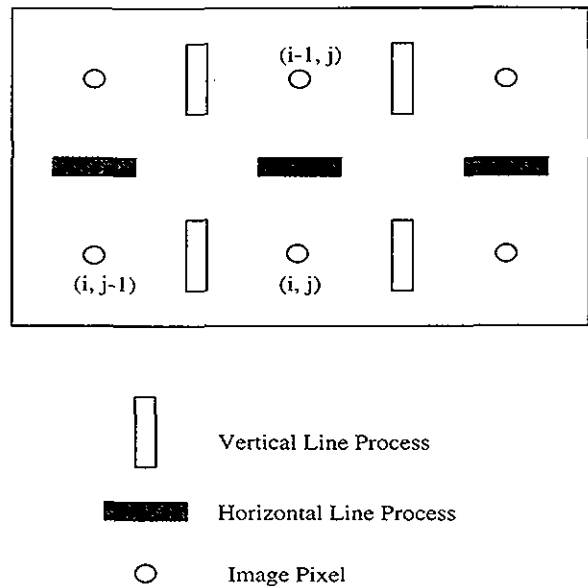 (i-1, j)
(i, j-1)
(i, j)
Vertical Line Process
Horizontal Line Process
Image Pixel